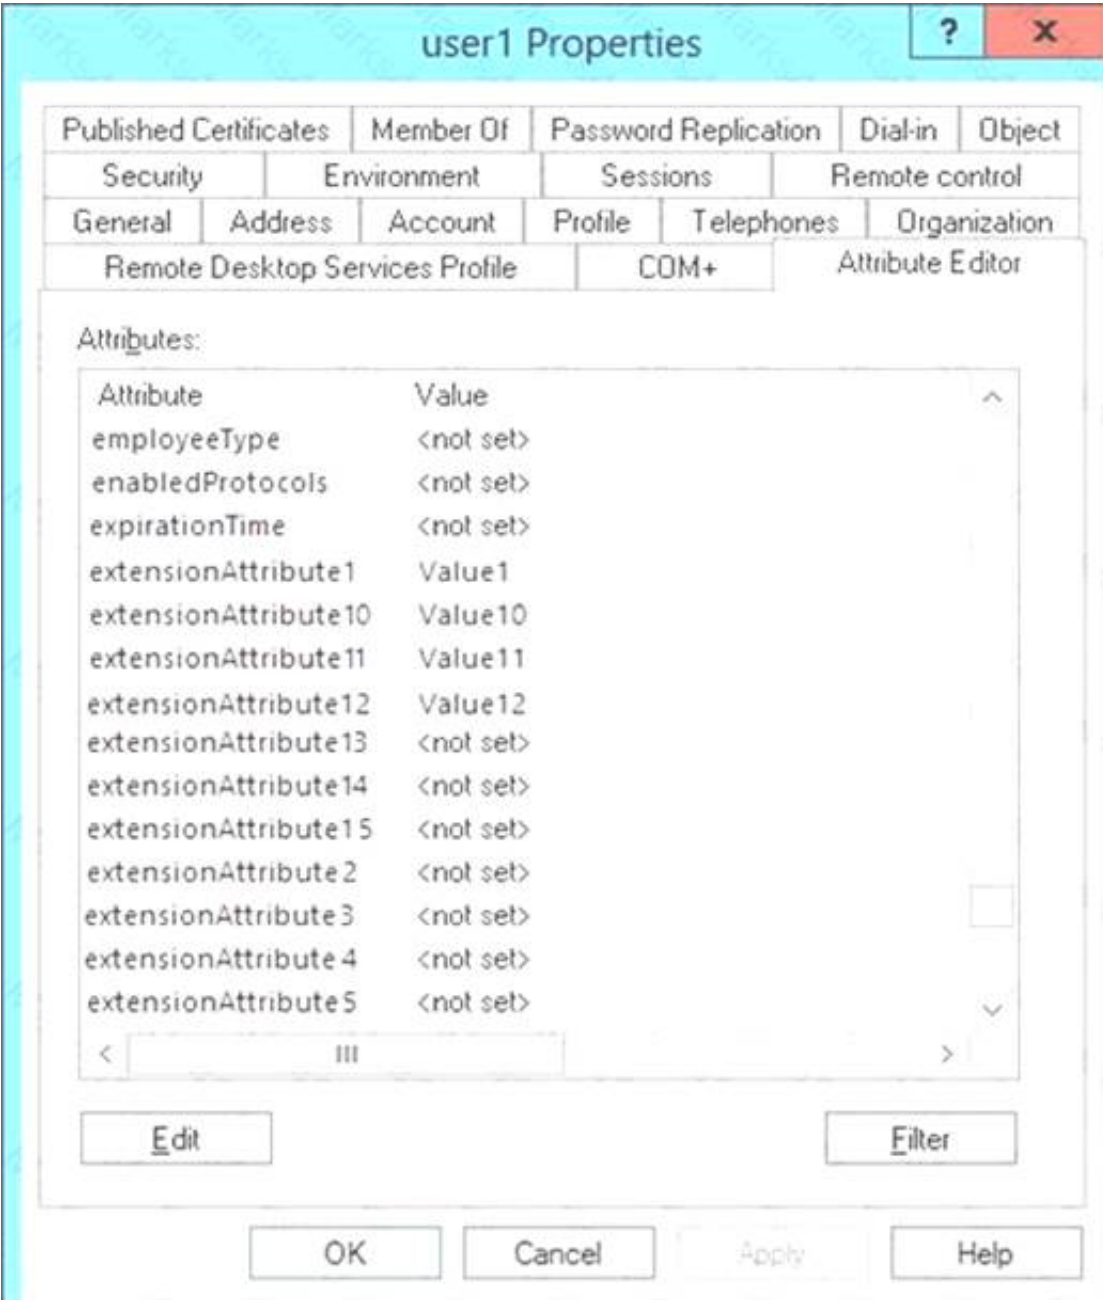 user1 Properties ? x
Published Certificates Member Of Password Replication Dial-in Object
Security Environment Sessions Remote control
General Address Account Profile Telephones Organization
Remote Desktop Services Profile COM+ Attribute Editor
Attributes:
Attribute Value
employeeType <not set>
enabledProtocols <not set>
expirationTime <not set>
extensionAttribute1 Value1
extensionAttribute10 Value10
extensionAttribute11 Value11
extensionAttribute12 Value12
extensionAttribute13 <not set>
extensionAttribute14 <not set>
extensionAttribute15 <not set>
extensionAttribute2 <not set>
extensionAttribute3 <not set>
extensionAttribute4 <not set>
extensionAttribute5 <not set>
Edit Filter
OK Cancel Apply Help